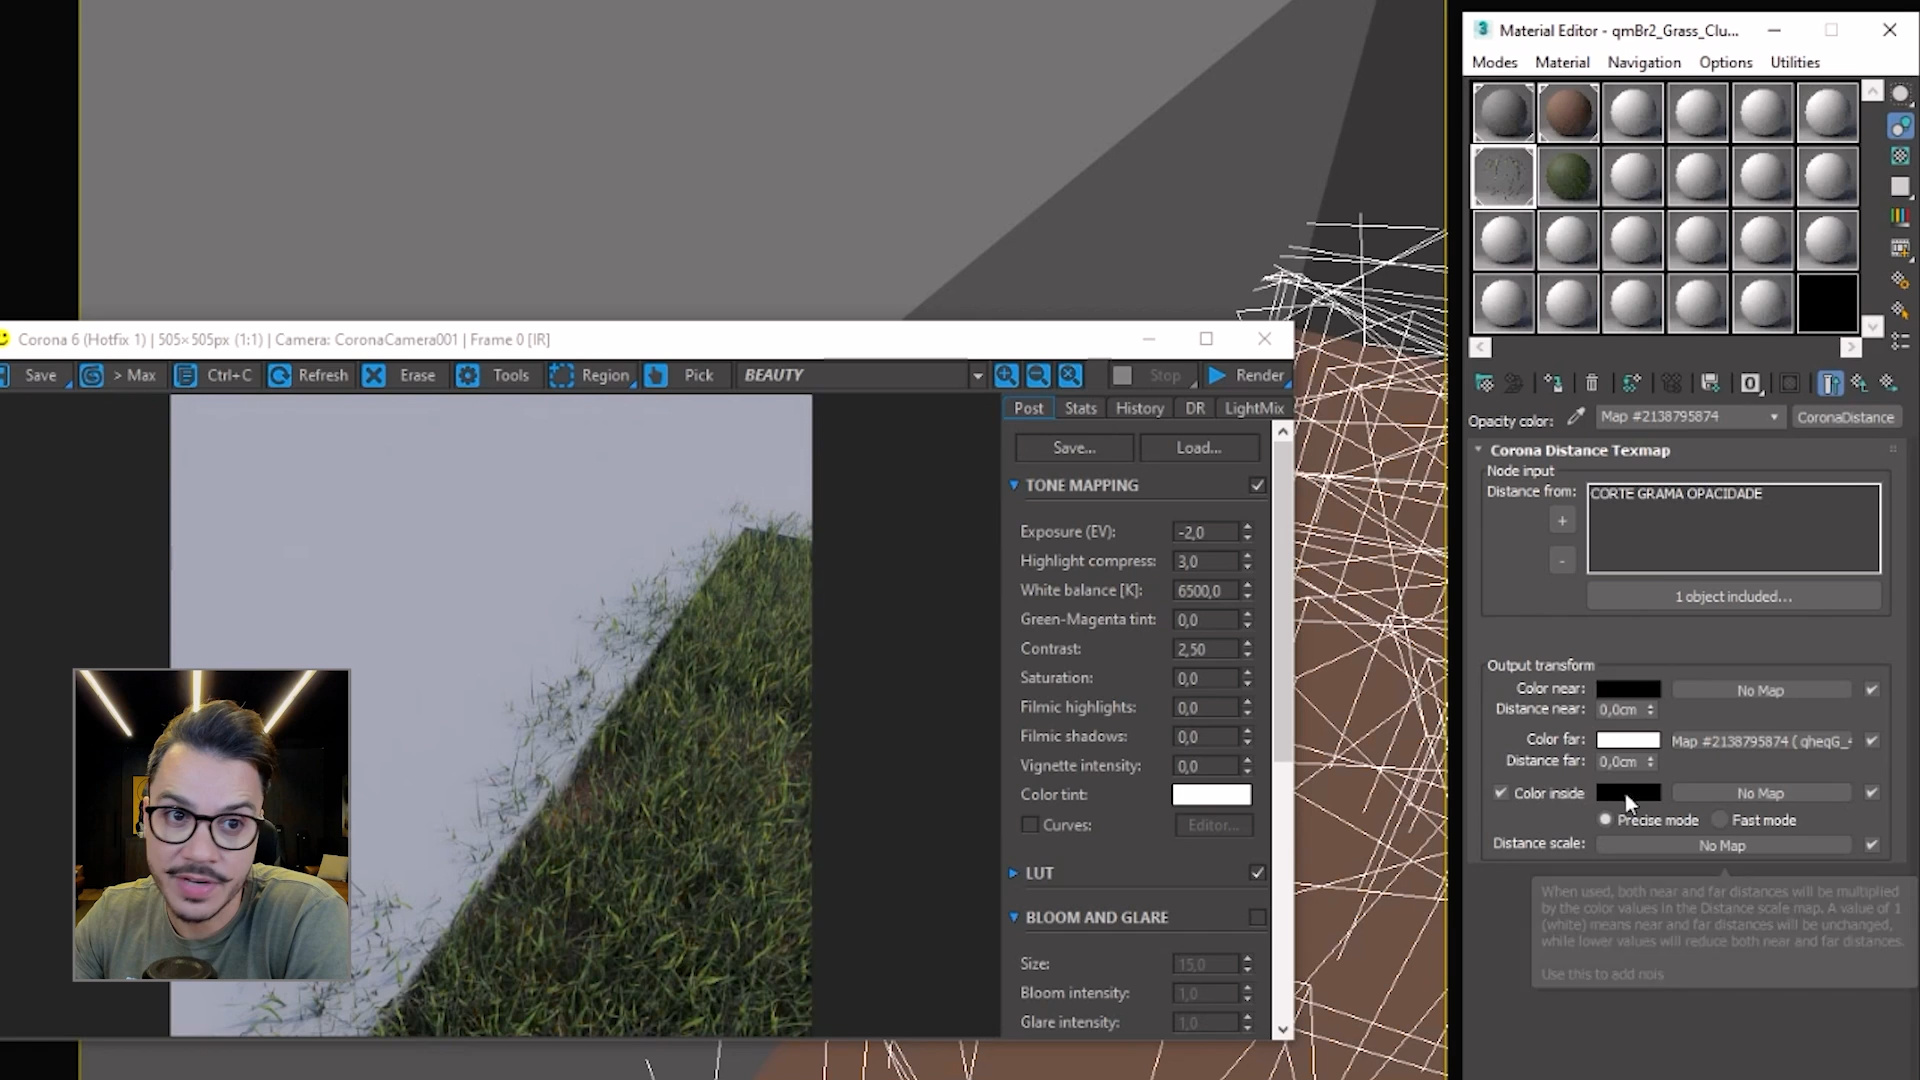 Material Editor - qmBr2_Grass_Clu...
Modes Material Navigation Options Utilities
Corona 6 (Hotfix 1) | 505×505px (1:1) | Camera: CoronaCamera001 | Frame 0 [IR]
Save > Max Ctrl+C Refresh Erase Tools Region Pick BEAUTY Stop Render
Post Stats History DR LightMix
Save... Load...
TONE MAPPING
Exposure (EV): -2,0
Highlight compress: 3,0
White balance [K]: 6500,0
Green-Magenta tint: 0,0
Contrast: 2,50
Saturation: 0,0
Filmic highlights: 0,0
Filmic shadows: 0,0
Vignette intensity: 0,0
Color tint:
Curves: Editor...
LUT
BLOOM AND GLARE
Size: 15,0
Bloom intensity: 1,0
Glare intensity: 1,0
Opacity color: Map #2138795874 CoronaDistance
Corona Distance Texmap
Node input
Distance from: CORTE GRAMA OPACIDADE
+
-
1 object included...
Output transform
Color near: No Map
Distance near: 0,0cm
Color far: Map #2138795874 ( qheqG_
Distance far: 0,0cm
Color inside No Map
Precise mode Fast mode
Distance scale: No Map
When used, both near and far distances will be multiplied
by the color values in the Distance scale map. A value of 1
(white) means near and far distances will be unchanged,
while lower values will reduce both near and far distances.
Use this to add nois